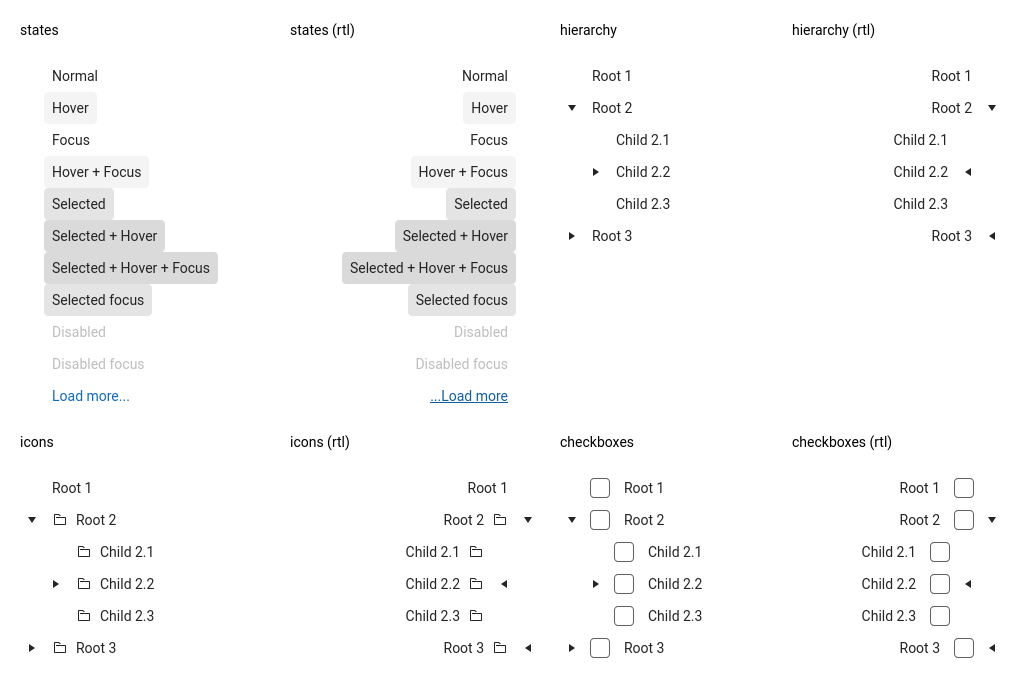 states
Normal
Hover
Focus
Hover + Focus
Selected
Selected + Hover
Selected + Hover + Focus
Selected focus
Disabled
Disabled focus
Load more...
states (rtl)
Normal
Hover
Focus
Hover + Focus
Selected
Selected + Hover
Selected + Hover + Focus
Selected focus
Disabled
Disabled focus
...Load more
hierarchy
Root 1
Root 2
Child 2.1
Child 2.2
Child 2.3
Root 3
hierarchy (rtl)
Root 1
Root 2
Child 2.1
Child 2.2
Child 2.3
Root 3
icons
Root 1
Root 2
Child 2.1
Child 2.2
Child 2.3
Root 3
icons (rtl)
Root 1
Root 2
Child 2.1
Child 2.2
Child 2.3
Root 3
checkboxes
Root 1
Root 2
Child 2.1
Child 2.2
Child 2.3
Root 3
checkboxes (rtl)
Root 1
Root 2
Child 2.1
Child 2.2
Child 2.3
Root 3